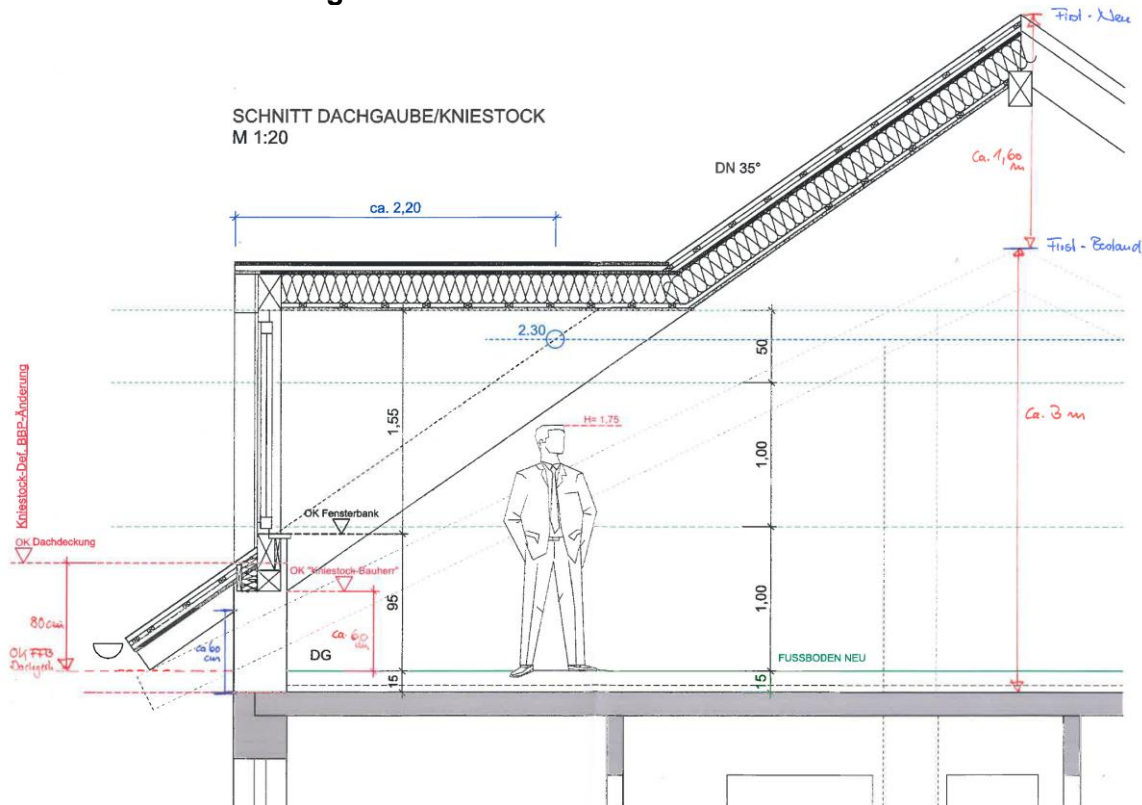 First - Neu
SCHNITT DACHGAUBE/KNIESTOCK
M 1:20
DN 35°
ca. 1,60
m
ca. 2,20
First - Bestand
2.30
50
Kniestock-Def. BBP-Änderung
1,55
H= 1,75
ca. 3 m
1,00
OK Fensterbank
OK Dachdeckung
OK "Kniestock-Bauherr"
95
1,00
80 cm
ca. 60
cm
ca. 60
cm
OK FFB
DG
FUSSBODEN NEU
15
15